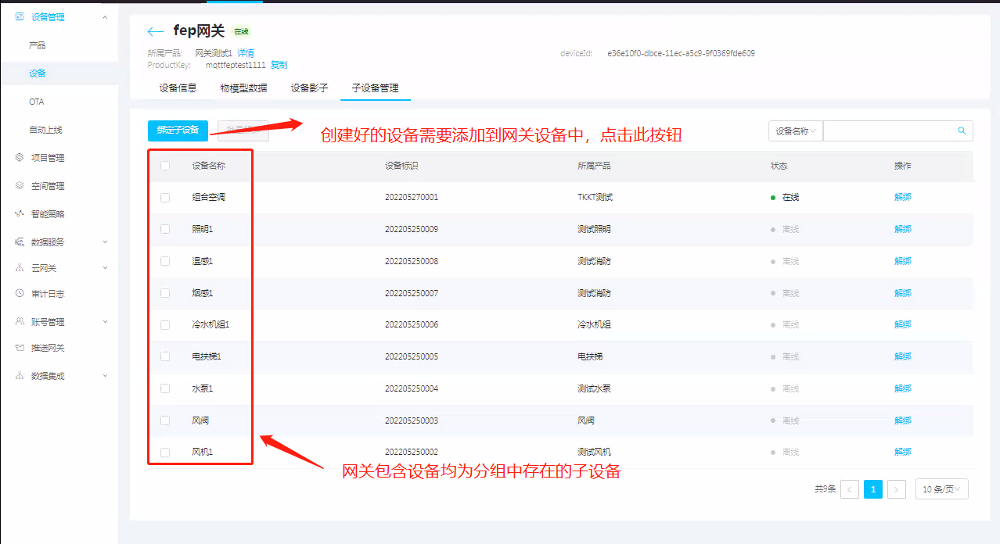 设备管理
产品
设备
OTA
自动上线
项目管理
空间管理
智能策略
数据服务
云网关
审计日志
账号管理
推送网关
数据集成
fep网关 在线
所属产品: 网关测试1 详情
deviceId: e36e10f0-dbce-11ec-a5c9-9f0369fde609
ProductKey: mqttfeptest1111 复制
设备信息 物模型数据 设备影子 子设备管理
绑定子设备
创建好的设备需要添加到网关设备中，点击此按钮
设备名称
设备名称 设备标识 所属产品 状态 操作
组合空调 202205270001 TKKT测试 在线 解绑
照明1 202205250009 测试照明 离线 解绑
温感1 202205250008 测试消防 离线 解绑
烟感1 202205250007 测试消防 离线 解绑
冷水机组1 202205250006 冷水机组 离线 解绑
电扶梯1 202205250005 电扶梯 离线 解绑
水泵1 202205250004 测试水泵 离线 解绑
风阀 202205250003 风阀 离线 解绑
风机1 202205250002 测试风机 离线 解绑
网关包含设备均为分组中存在的子设备
共9条 1 10 条/页